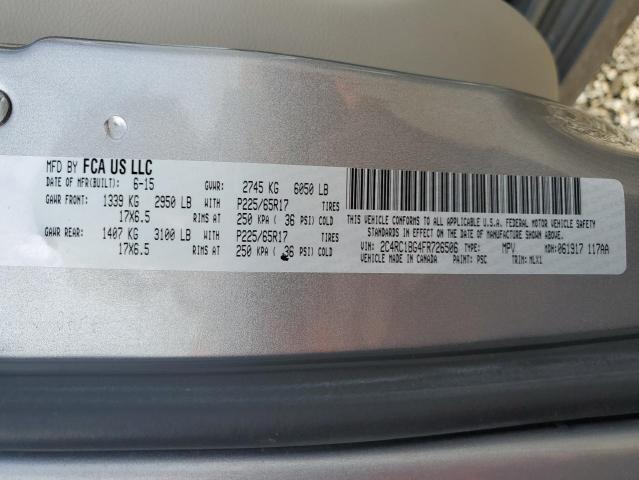 MFD BY FCA US LLC
DATE OF MFR(BUILT): 6-15 GVWR: 2745 KG 6050 LB
GAWR FRONT: 1339 KG 2950 LB WITH P225/65R17 TIRES
17X6.5 RIMS AT 250 KPA ( 36 PSI) COLD
GAWR REAR: 1407 KG 3100 LB WITH P225/65R17 TIRES
17X6.5 RIMS AT 250 KPA ( 36 PSI) COLD
THIS VEHICLE CONFORMS TO ALL APPLICABLE U.S.A. FEDERAL MOTOR VEHICLE SAFETY
STANDARDS IN EFFECT ON THE DATE OF MANUFACTURE SHOWN ABOVE.
VIN: 2C4RC1BG4FR726506 TYPE: MPV MDH: 061917 117AA
VEHICLE MADE IN CANADA PAINT: PSC TRIM: MLX1